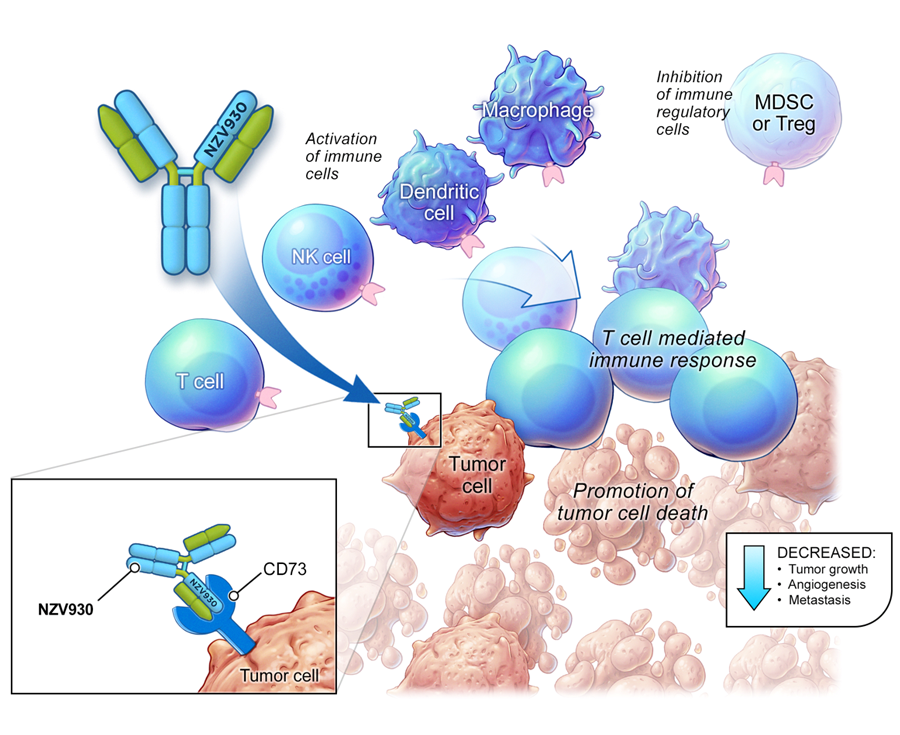 NZV930
Activation
of immune
cells
Macrophage
Inhibition
of immune
regulatory
cells
MDSC
or Treg
Dendritic
cell
NK cell
T cell
T cell mediated
immune response
Tumor
cell
Promotion of
tumor cell death
DECREASED:
• Tumor growth
• Angiogenesis
• Metastasis
CD73
NZV930
NZV930
Tumor cell